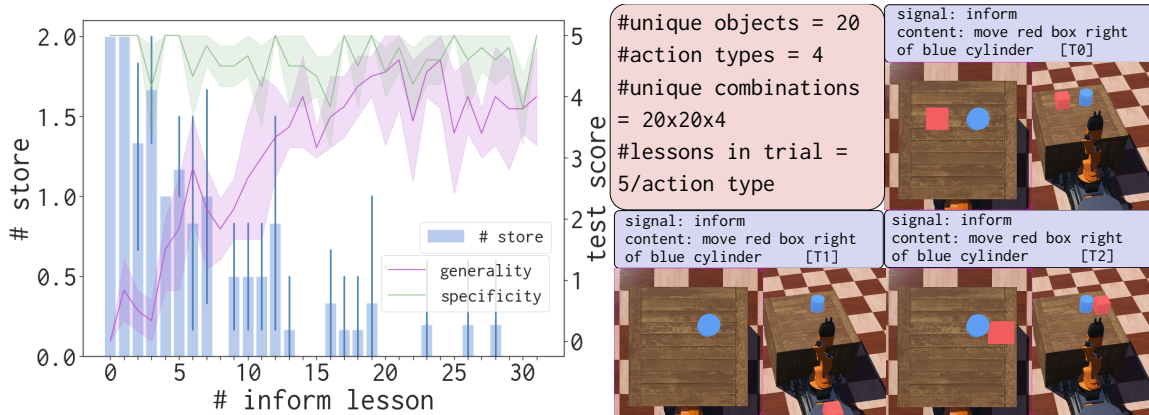 2.0
1.5
1.0
0.5
0.0
# store
0 5 10 15 20 25 30
# inform lesson
5
4
3
2
1
0
test score
# store
generality
specificity
#unique objects = 20
#action types = 4
#unique combinations
= 20x20x4
#lessons in trial =
5/action type
signal: inform
content: move red box right
of blue cylinder [T0]
signal: inform
content: move red box right
of blue cylinder [T1]
signal: inform
content: move red box right
of blue cylinder [T2]